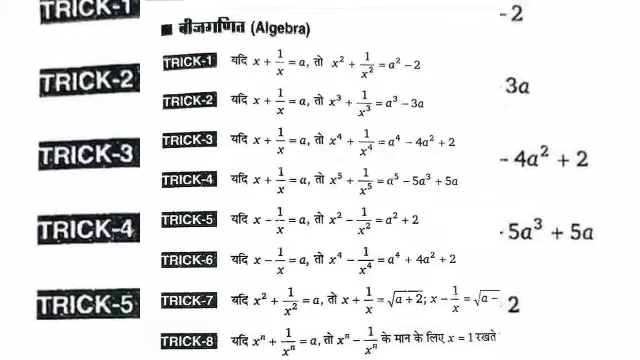 ■ बीजगणित (Algebra)
TRICK-1 यदि x + 1/x = a, तो x² + 1/x² = a² − 2
TRICK-2 यदि x + 1/x = a, तो x³ + 1/x³ = a³ − 3a
TRICK-3 यदि x + 1/x = a, तो x⁴ + 1/x⁴ = a⁴ − 4a² + 2
TRICK-4 यदि x + 1/x = a, तो x⁵ + 1/x⁵ = a⁵ − 5a³ + 5a
TRICK-5 यदि x − 1/x = a, तो x² − 1/x² = a² + 2
TRICK-6 यदि x − 1/x = a, तो x⁴ − 1/x⁴ = a⁴ + 4a² + 2
TRICK-7 यदि x² + 1/x² = a, तो x + 1/x = √(a + 2); x − 1/x = √(a −
TRICK-8 यदि xⁿ + 1/xⁿ = a, तो xⁿ − 1/xⁿ के मान के लिए x = 1 रखते
TRICK-1
TRICK-2
TRICK-3
TRICK-4
TRICK-5
- 2
3a
- 4a² + 2
· 5a³ + 5a
2